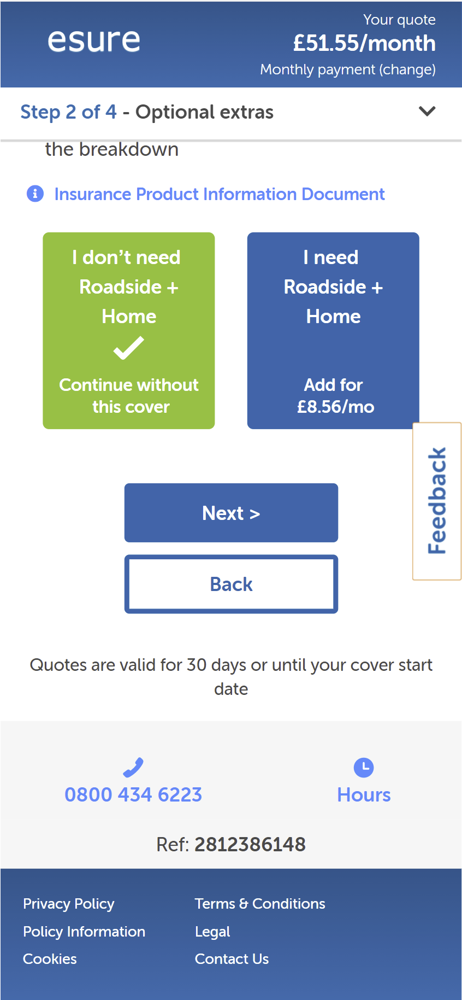 esure
Your quote
£51.55/month
Monthly payment (change)
Step 2 of 4 - Optional extras
the breakdown
Insurance Product Information Document
I don’t need
Roadside +
Home
Continue without
this cover
I need
Roadside +
Home
Add for
£8.56/mo
Feedback
Next >
Back
Quotes are valid for 30 days or until your cover start
date
0800 434 6223
Hours
Ref: 2812386148
Privacy Policy
Terms & Conditions
Policy Information
Legal
Cookies
Contact Us